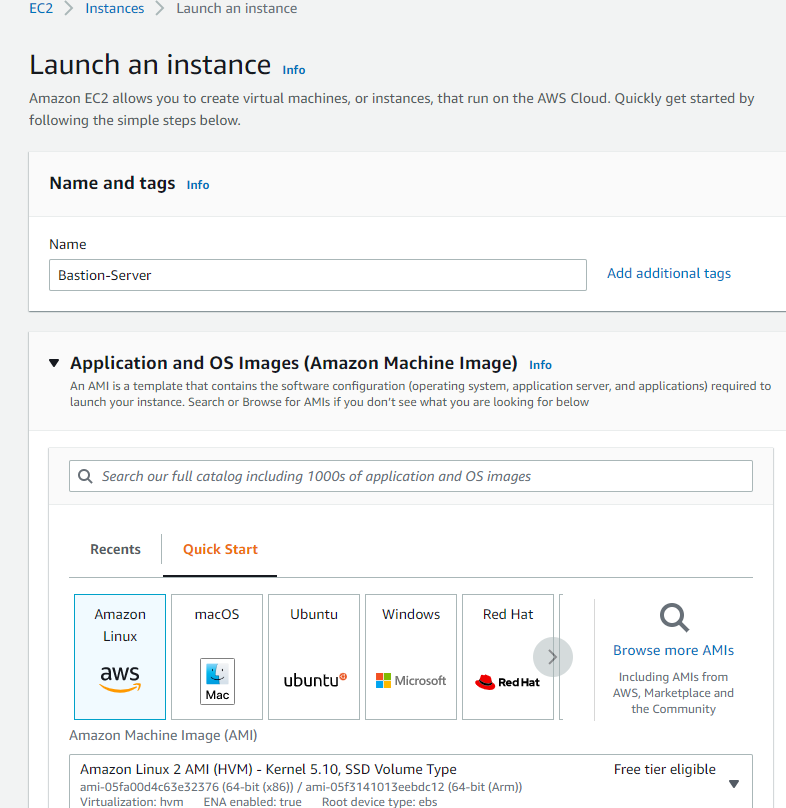 EC2 > Instances > Launch an instance
Launch an instance Info
Amazon EC2 allows you to create virtual machines, or instances, that run on the AWS Cloud. Quickly get started by
following the simple steps below.
Name and tags Info
Name
Bastion-Server
Add additional tags
Application and OS Images (Amazon Machine Image) Info
An AMI is a template that contains the software configuration (operating system, application server, and applications) required to
launch your instance. Search or Browse for AMIs if you don't see what you are looking for below
Search our full catalog including 1000s of application and OS images
Recents
Quick Start
Amazon
Linux
aws
macOS
Mac
Ubuntu
ubuntu
Windows
Microsoft
Red Hat
Red Hat
Browse more AMIs
Including AMIs from
AWS, Marketplace and
the Community
Amazon Machine Image (AMI)
Amazon Linux 2 AMI (HVM) - Kernel 5.10, SSD Volume Type
Free tier eligible
ami-05fa00d4c63e32376 (64-bit (x86)) / ami-05f3141013eebdc12 (64-bit (Arm))
Virtualization: hvm ENA enabled: true Root device type: ebs